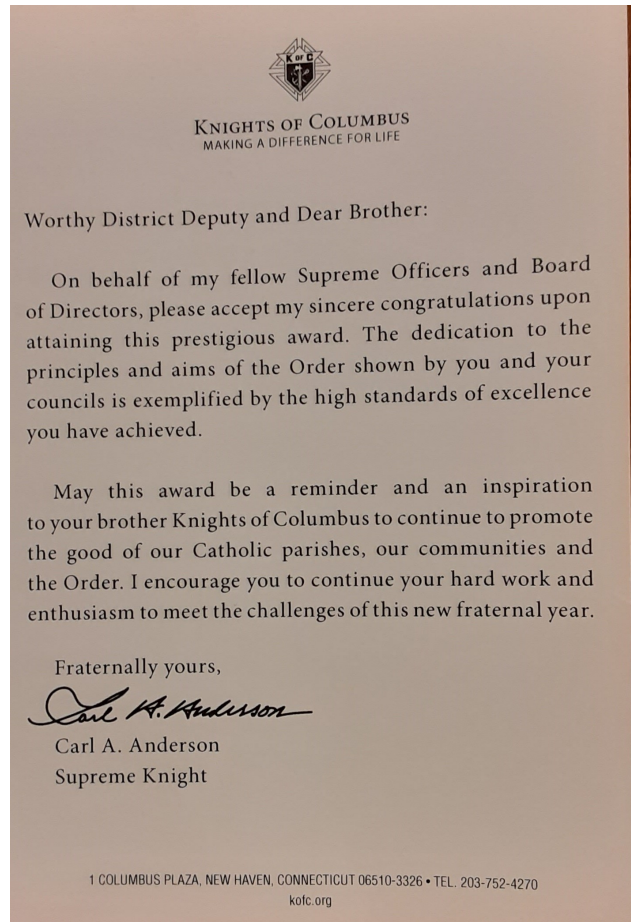 K OF C
KNIGHTS OF COLUMBUS
MAKING A DIFFERENCE FOR LIFE
Worthy District Deputy and Dear Brother:
On behalf of my fellow Supreme Officers and Board
of Directors, please accept my sincere congratulations upon
attaining this prestigious award. The dedication to the
principles and aims of the Order shown by you and your
councils is exemplified by the high standards of excellence
you have achieved.
May this award be a reminder and an inspiration
to your brother Knights of Columbus to continue to promote
the good of our Catholic parishes, our communities and
the Order. I encourage you to continue your hard work and
enthusiasm to meet the challenges of this new fraternal year.
Fraternally yours,
Carl A. Anderson
Carl A. Anderson
Supreme Knight
1 COLUMBUS PLAZA, NEW HAVEN, CONNECTICUT 06510-3326 • TEL. 203-752-4270
kofc.org